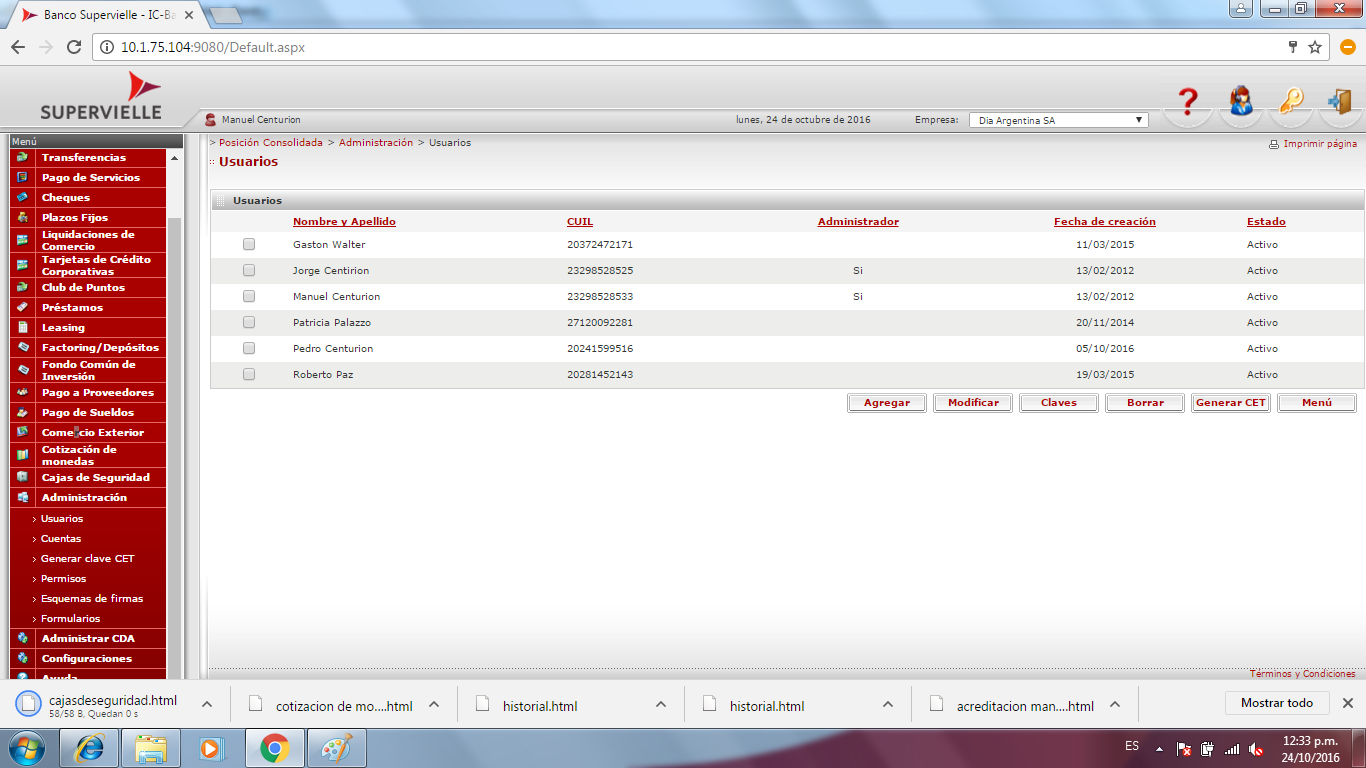 Banco Supervielle - IC-Ba
10.1.75.104:9080/Default.aspx
SUPERVIELLE
Manuel Centurion
lunes, 24 de octubre de 2016
Empresa:
Dia Argentina SA
Menú
Transferencias
Pago de Servicios
Cheques
Plazos Fijos
Liquidaciones de
Comercio
Tarjetas de Crédito
Corporativas
Club de Puntos
Préstamos
Leasing
Factoring/Depósitos
Fondo Común de
Inversión
Pago a Proveedores
Pago de Sueldos
Comercio Exterior
Cotización de
monedas
Cajas de Seguridad
Administración
> Usuarios
> Cuentas
> Generar clave CET
> Permisos
> Esquemas de firmas
> Formularios
Administrar CDA
Configuraciones
Ayuda
> Posición Consolidada > Administración > Usuarios
Imprimir página
Usuarios
Usuarios
Nombre y Apellido CUIL Administrador Fecha de creación Estado
Gaston Walter 20372472171 11/03/2015 Activo
Jorge Centirion 23298528525 Si 13/02/2012 Activo
Manuel Centurion 23298528533 Si 13/02/2012 Activo
Patricia Palazzo 27120092281 20/11/2014 Activo
Pedro Centurion 20241599516 05/10/2016 Activo
Roberto Paz 20281452143 19/03/2015 Activo
Agregar Modificar Claves Borrar Generar CET Menú
Términos y Condiciones
cajasdeseguridad.html
58/58 B, Quedan 0 s
cotizacion de mo....html
historial.html
historial.html
acreditacion man....html
Mostrar todo
ES
12:33 p.m.
24/10/2016